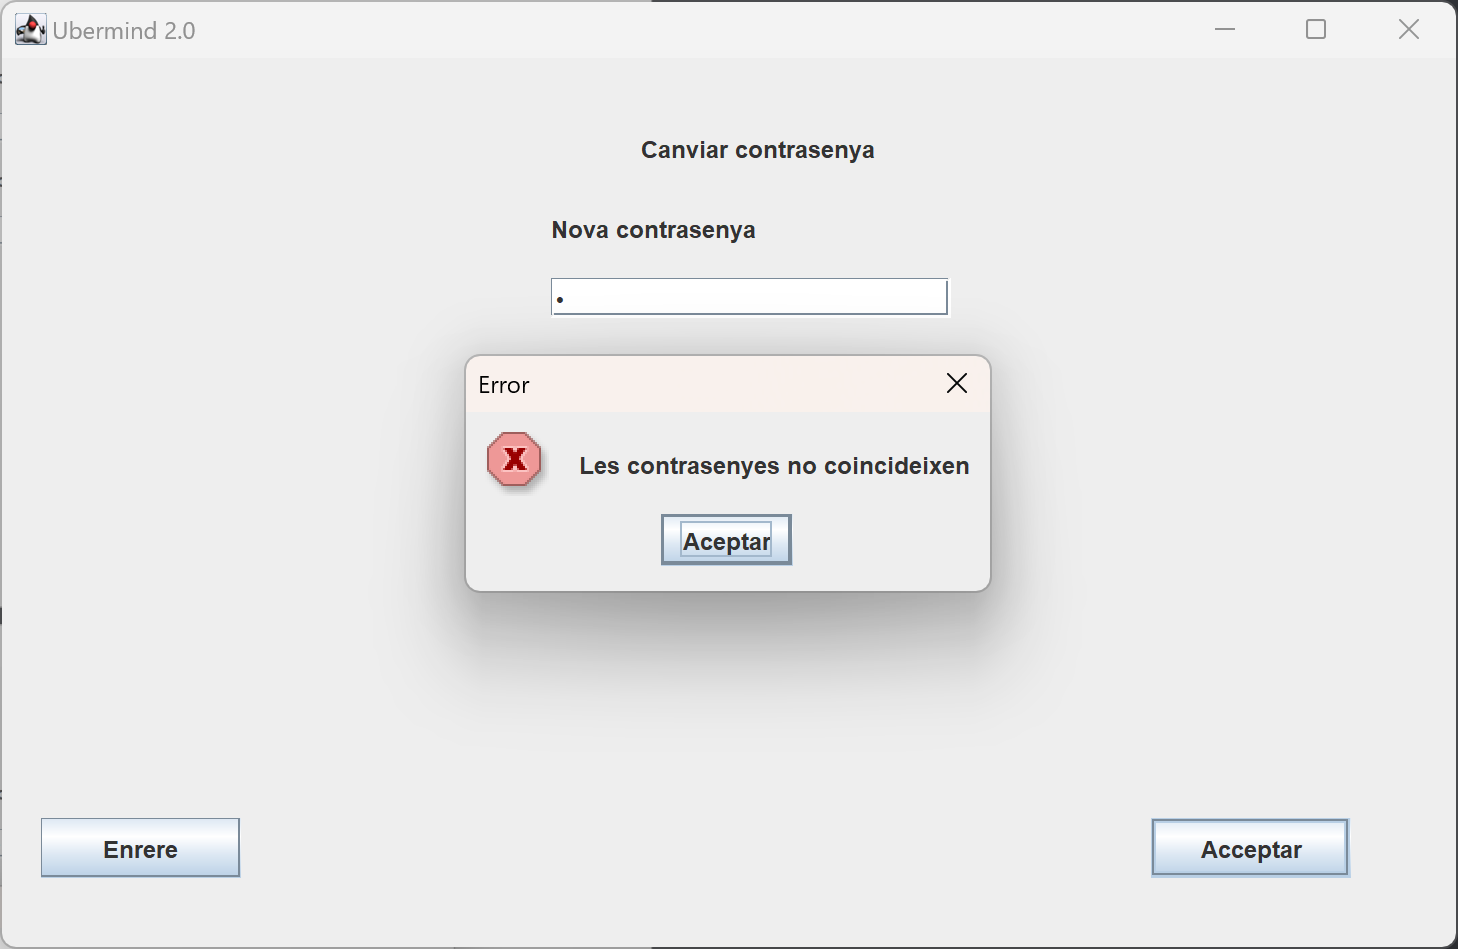 Ubermind 2.0
Canviar contrasenya
Nova contrasenya
Error
Les contrasenyes no coincideixen
Aceptar
Enrere
Acceptar